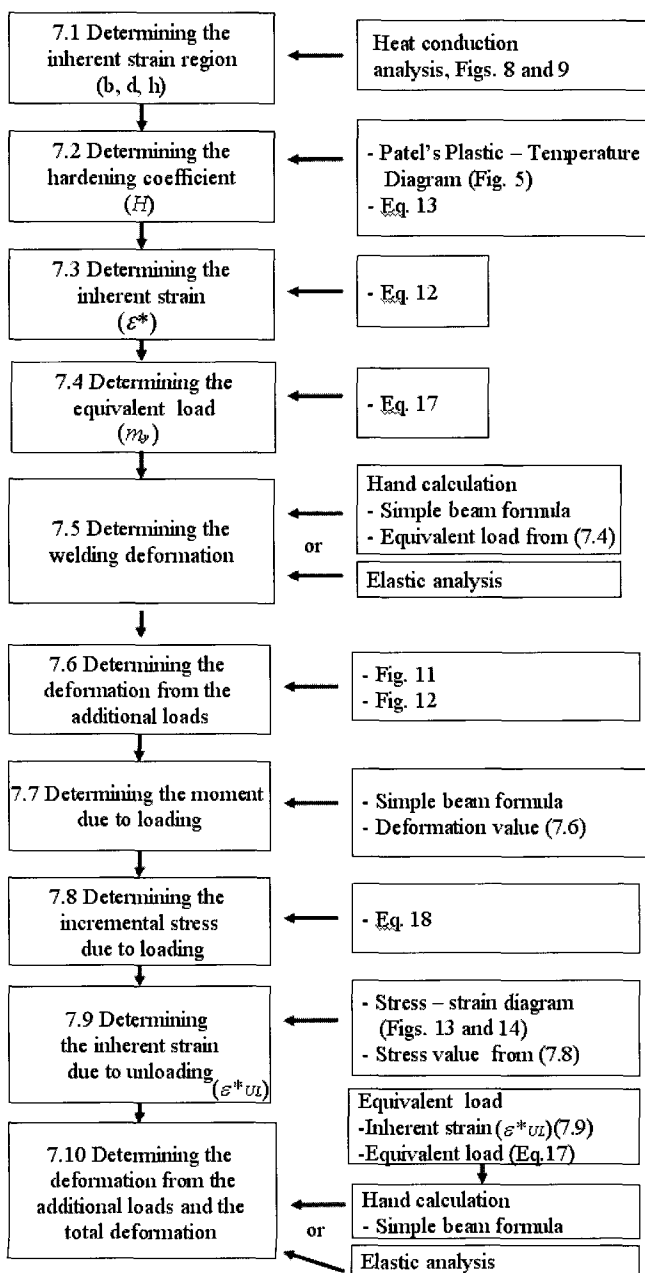 7.1 Determining the
inherent strain region
(b, d, h)
Heat conduction
analysis, Figs. 8 and 9
7.2 Determining the
hardening coefficient
(H)
- Patel's Plastic – Temperature
Diagram (Fig. 5)
- Eq. 13
7.3 Determining the
inherent strain
(ε*)
- Eq. 12
7.4 Determining the
equivalent load
(my)
- Eq. 17
7.5 Determining the
welding deformation
Hand calculation
- Simple beam formula
- Equivalent load from (7.4)
or
Elastic analysis
7.6 Determining the
deformation from the
additional loads
- Fig. 11
- Fig. 12
7.7 Determining the moment
due to loading
- Simple beam formula
- Deformation value (7.6)
7.8 Determining the
incremental stress
due to loading
- Eq. 18
7.9 Determining
the inherent strain
due to unloading
(ε*UL)
- Stress – strain diagram
(Figs. 13 and 14)
- Stress value from (7.8)
Equivalent load
-Inherent strain (ε*UL)(7.9)
-Equivalent load (Eq.17)
7.10 Determining the
deformation from the
additional loads and the
total deformation
Hand calculation
- Simple beam formula
or
Elastic analysis